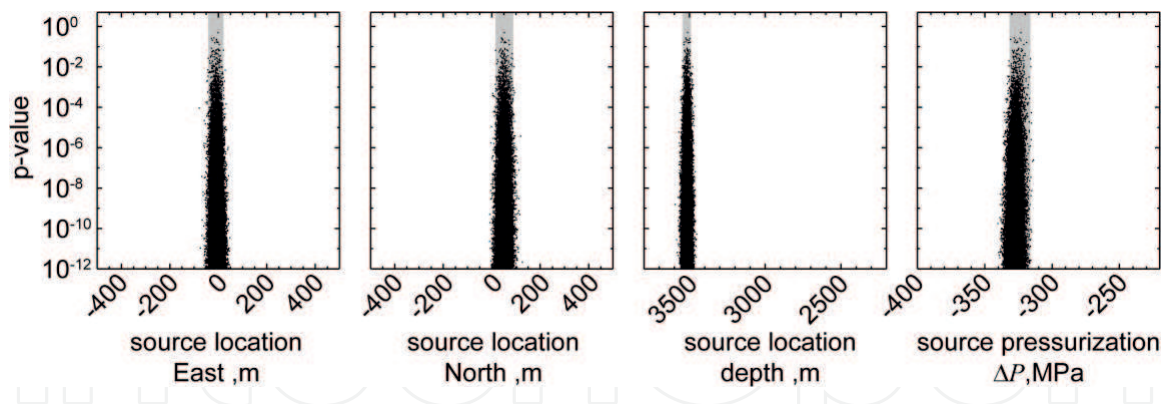 10⁰
10⁻²
10⁻⁴
10⁻⁶
10⁻⁸
10⁻¹⁰
10⁻¹²
p-value
-400 -200 0 200 400
-400 -200 0 200 400
3500 3000 2500
-400 -350 -300 -250
source location
East ,m
source location
North ,m
source location
depth ,m
source pressurization
ΔP,MPa